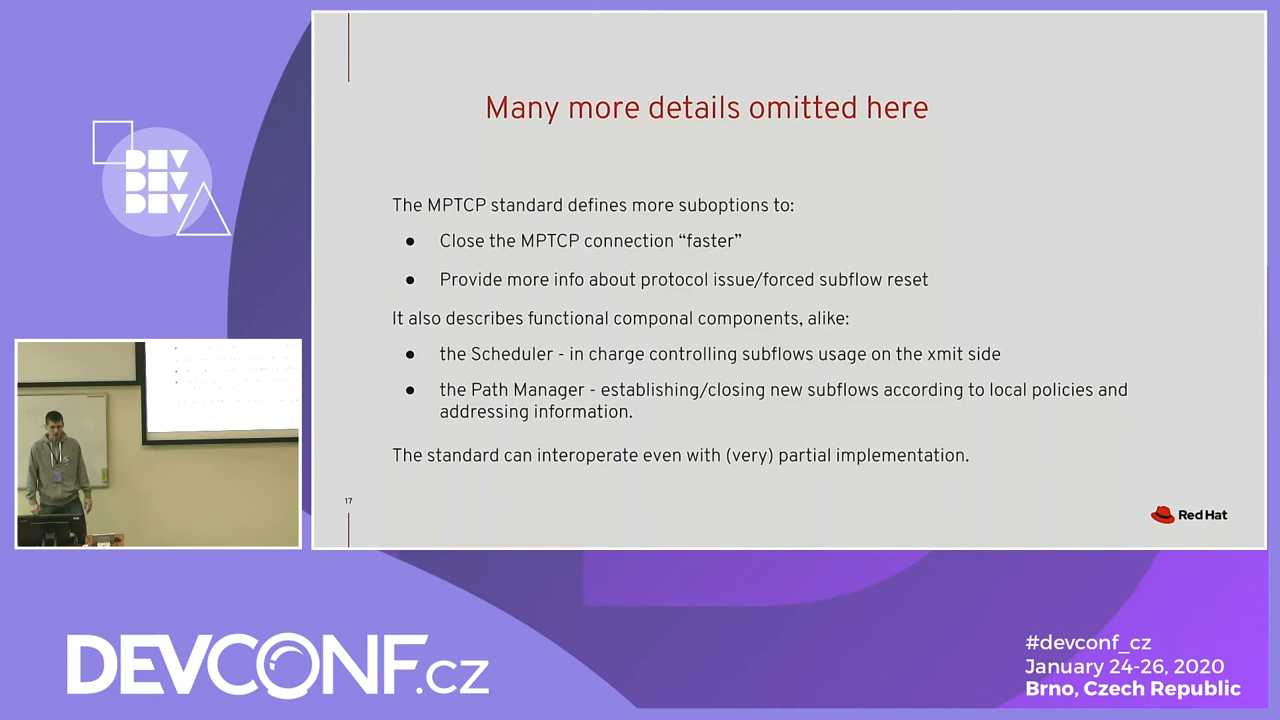 DEV
DEV
DEV
Many more details omitted here
The MPTCP standard defines more suboptions to:
● Close the MPTCP connection “faster”
● Provide more info about protocol issue/forced subflow reset
It also describes functional componal components, alike:
● the Scheduler - in charge controlling subflows usage on the xmit side
● the Path Manager - establishing/closing new subflows according to local policies and
addressing information.
The standard can interoperate even with (very) partial implementation.
17
Red Hat
DEVCONF.cz
#devconf_cz
January 24-26, 2020
Brno, Czech Republic